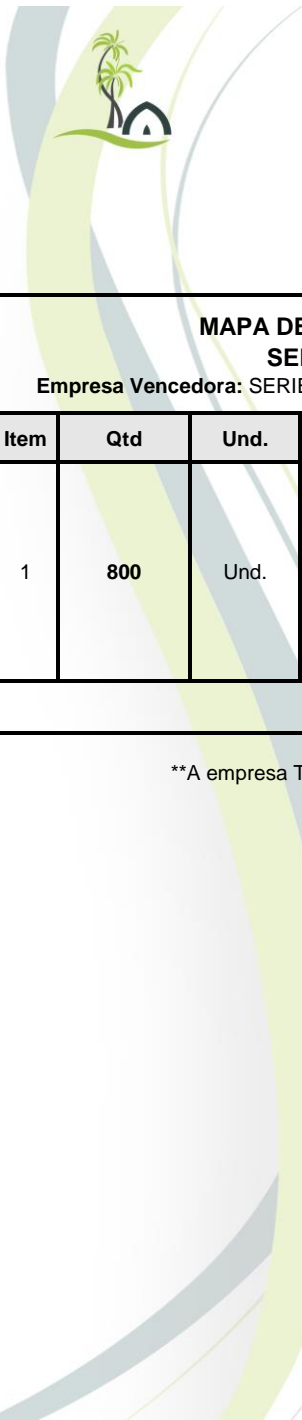 MAPA DE
SE
Empresa Vencedora: SERIE
Item Qtd Und.
1 800 Und.
**A empresa T